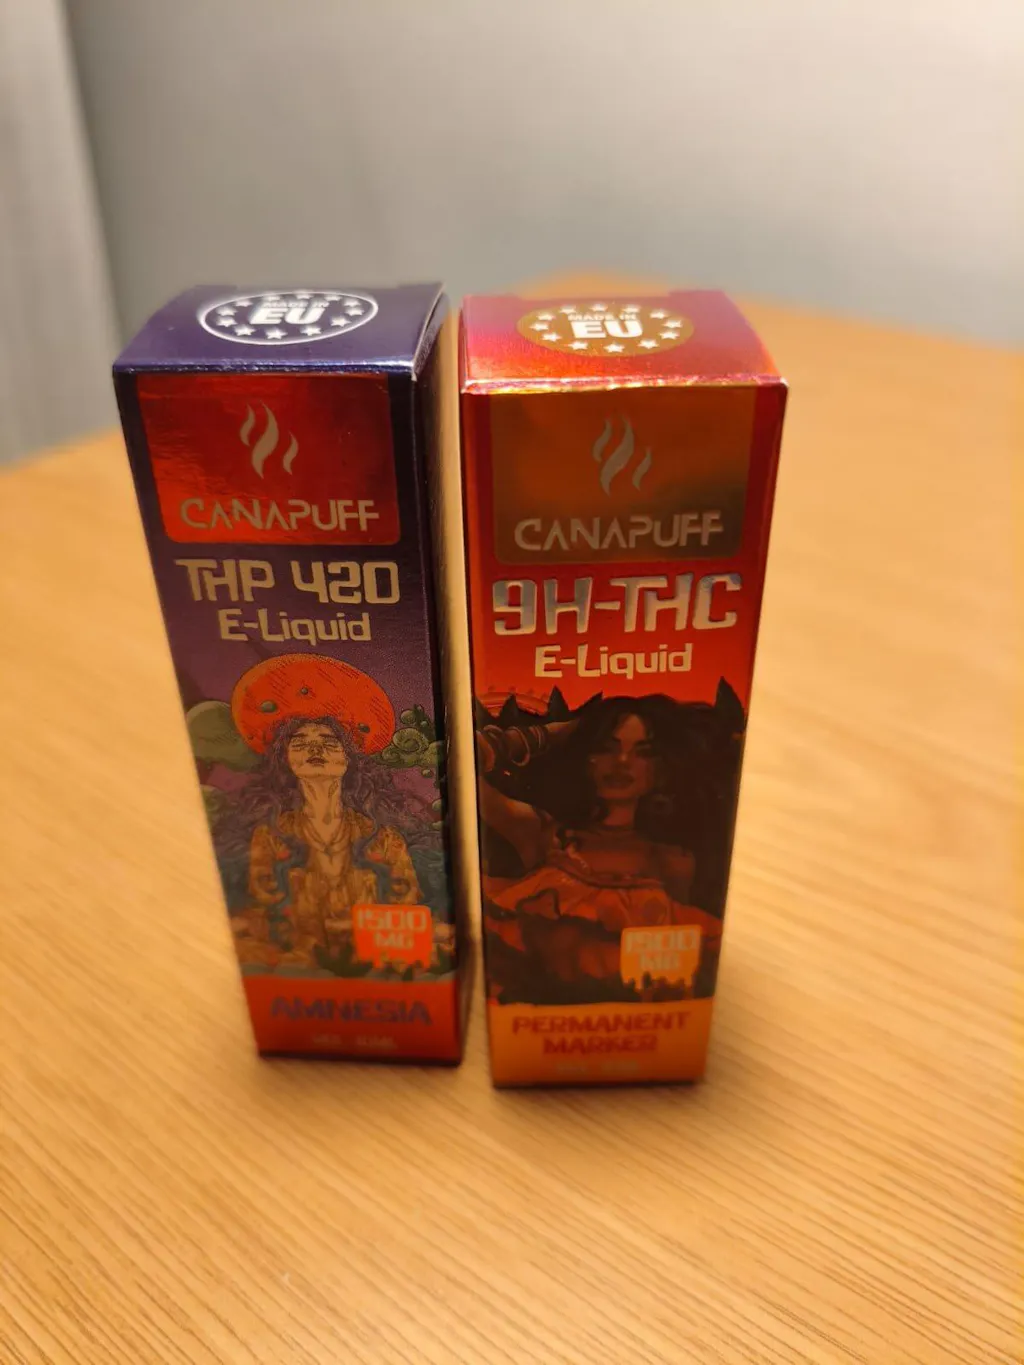 MADE IN
EU
CANAPUFF
THP 420
E-Liquid
1500
MG
AMNESIA
MADE IN
EU
CANAPUFF
9H-THC
E-Liquid
1500
MG
PERMANENT
MARKER